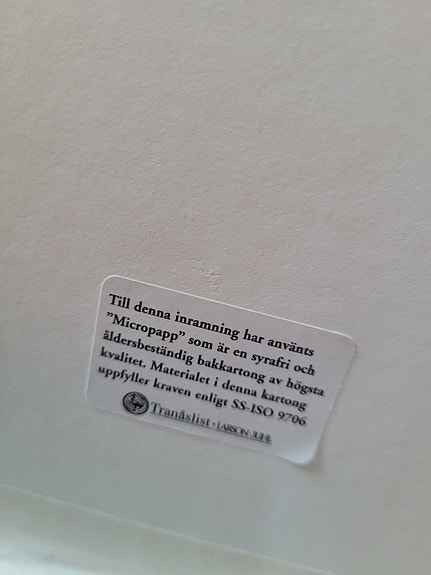 Till denna inramning har använts
”Micropapp” som är en syrafri och
åldersbeständig bakkartong av högsta
kvalitet. Materialet i denna kartong
uppfyller kraven enligt SS-ISO 9706
Tranåslist • LARSON•JUHL